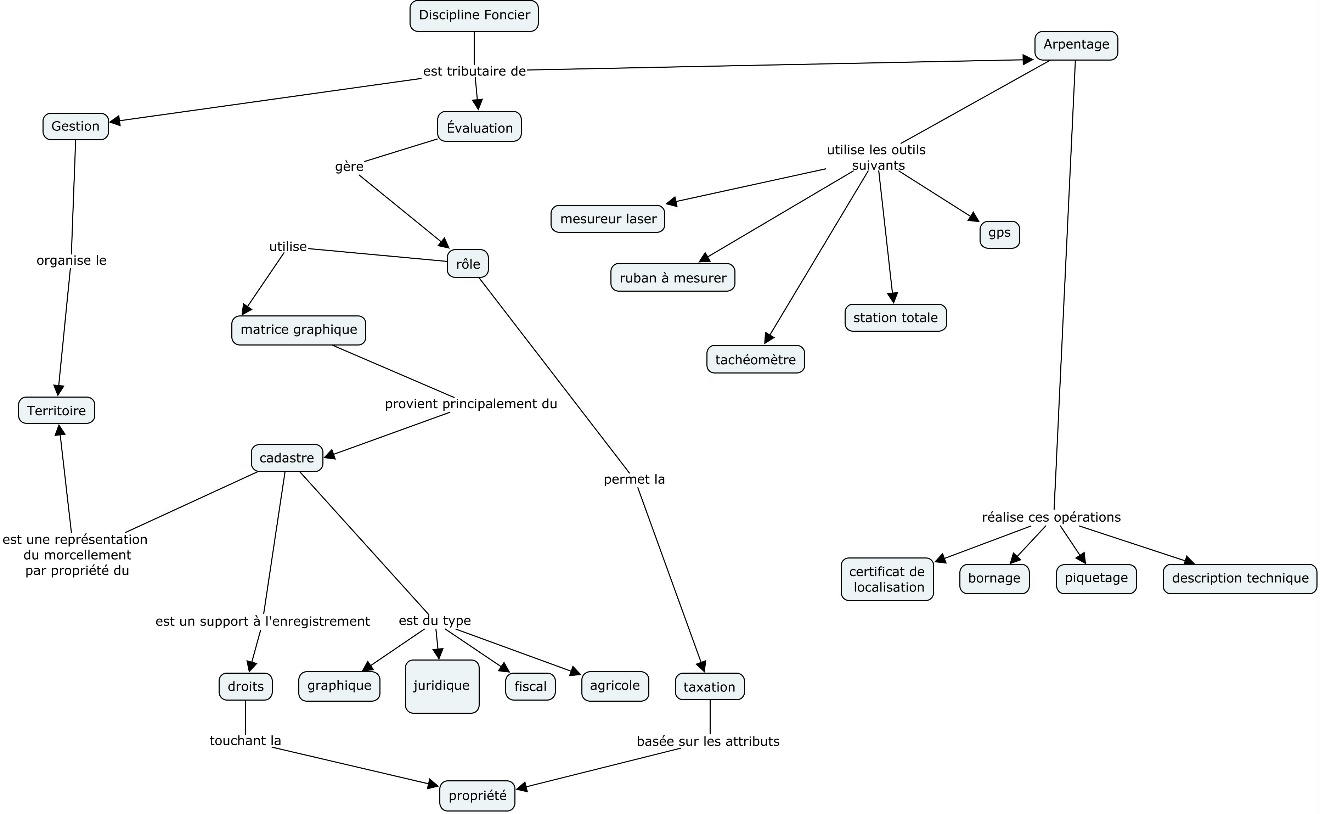 Discipline Foncier
Arpentage
est tributaire de
Gestion
Évaluation
utilise les outils
suivants
gère
mesureur laser
gps
utilise
organise le
rôle
ruban à mesurer
station totale
matrice graphique
tachéomètre
provient principalement du
Territoire
cadastre
permet la
réalise ces opérations
est une représentation
du morcellement
par propriété du
certificat de
localisation
bornage
piquetage
description technique
est un support à l'enregistrement
est du type
droits
graphique
juridique
fiscal
agricole
taxation
touchant la
basée sur les attributs
propriété